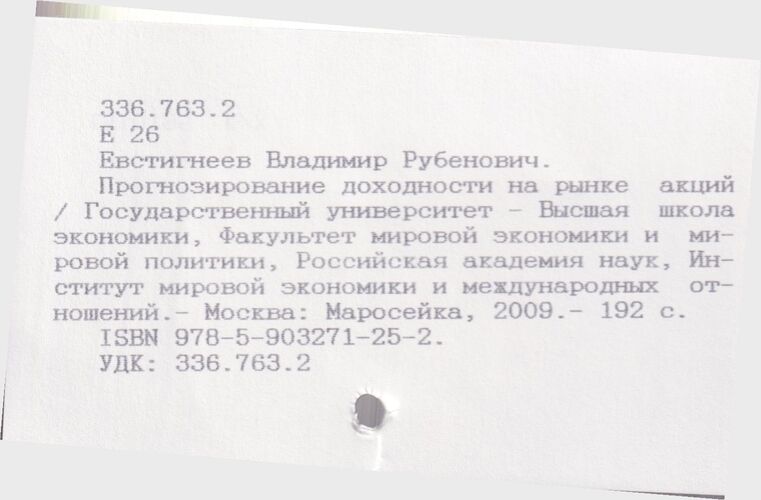 336.763.2
Е 26
Евстигнеев Владимир Рубенович.
Прогнозирование доходности на рынке акций
/ Государственный университет - Высшая школа
экономики, Факультет мировой экономики и ми-
ровой политики, Российская академия наук, Ин-
ститут мировой экономики и международных от-
ношений.- Москва: Маросейка, 2009.- 192 с.
ISBN 978-5-903271-25-2.
УДК: 336.763.2